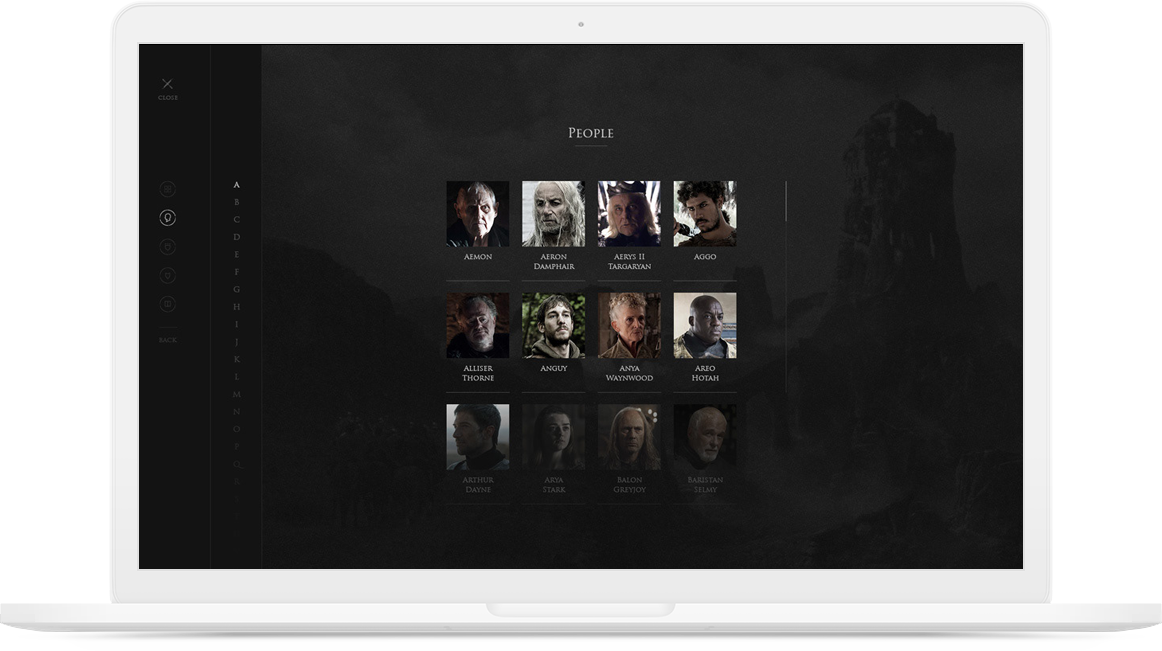 People
CLOSE
A
B
C
D
E
F
G
H
I
J
K
L
M
N
O
P
Q
BACK
Aemon
Aeron
Damphair
Aerys II
Targaryan
Aggo
Alliser
Thorne
Anguy
Anya
Waynwood
Areo
Hotah
Arthur
Dayne
Arya
Stark
Balon
Greyjoy
Baristan
Selmy